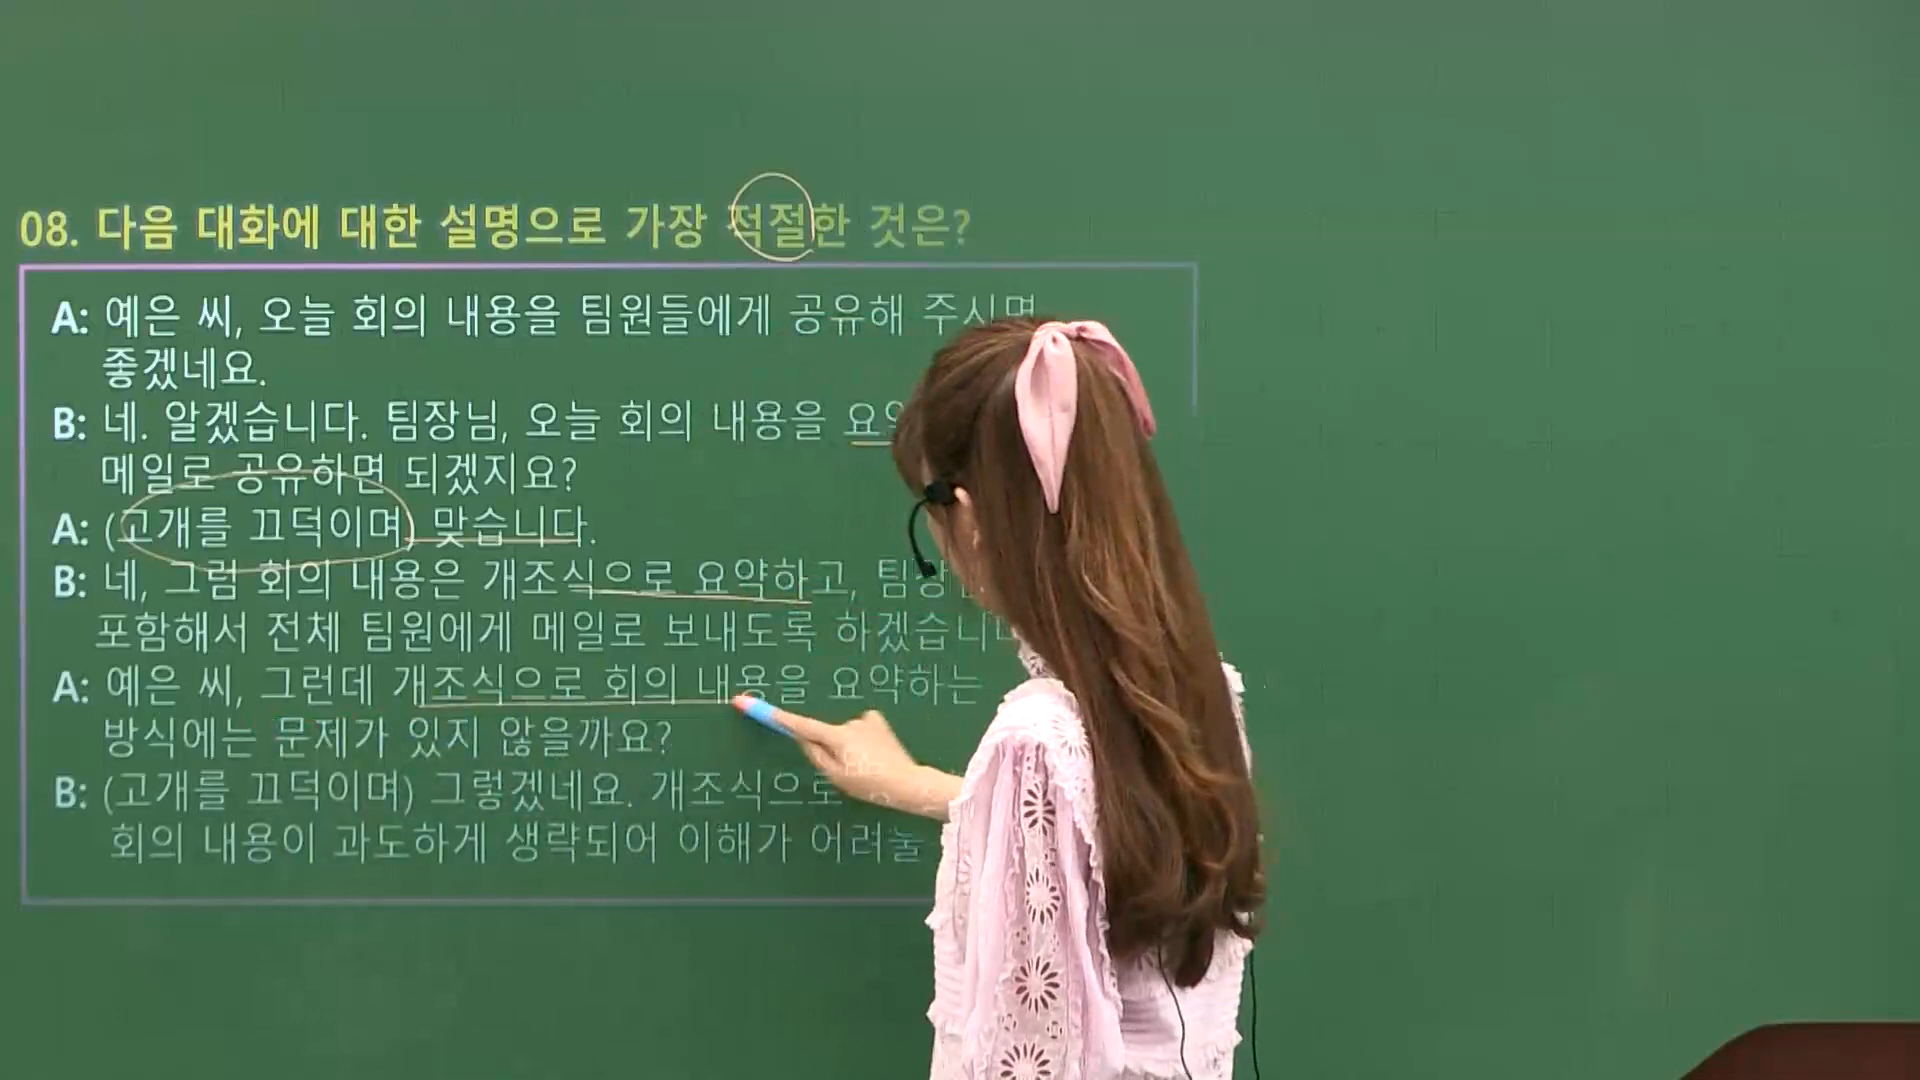 08. 다음 대화에 대한 설명으로 가장 적절한 것은?
A: 예은 씨, 오늘 회의 내용을 팀원들에게 공유해 주시면
좋겠네요.
B: 네. 알겠습니다. 팀장님, 오늘 회의 내용을
메일로 공유하면 되겠지요?
A: (고개를 끄덕이며) 맞습니다.
B: 네, 그럼 회의 내용은 개조식으로 요약하고,
포함해서 전체 팀원에게 메일로 보내도록
A: 예은 씨, 그런데 개조식으로 회의 내용을 요약하는
방식에는 문제가 있지 않을까요?
B: (고개를 끄덕이며) 그렇겠네요. 개조식으로
회의 내용이 과도하게 생략되어 이해가 어려울